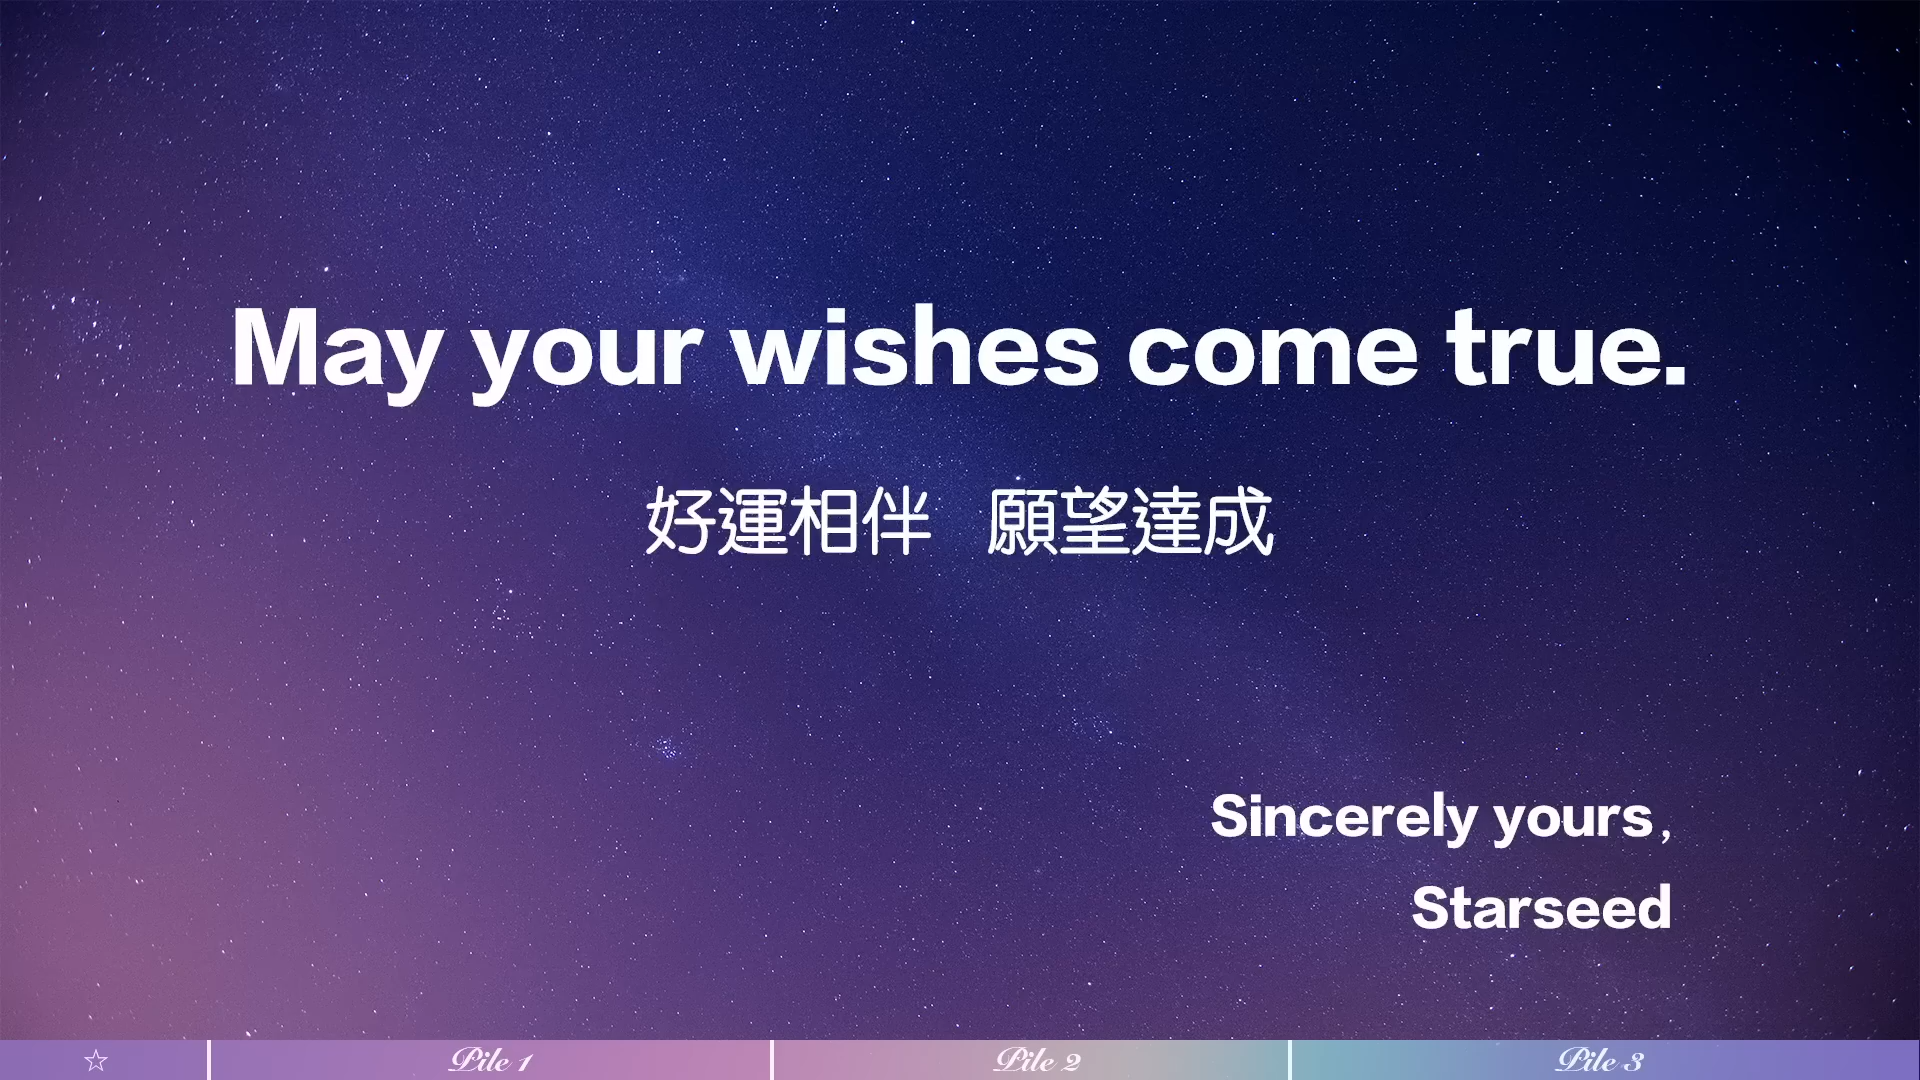 May your wishes come true.
好運相伴　願望達成
Sincerely yours,
Starseed
☆ Pile 1 Pile 2 Pile 3